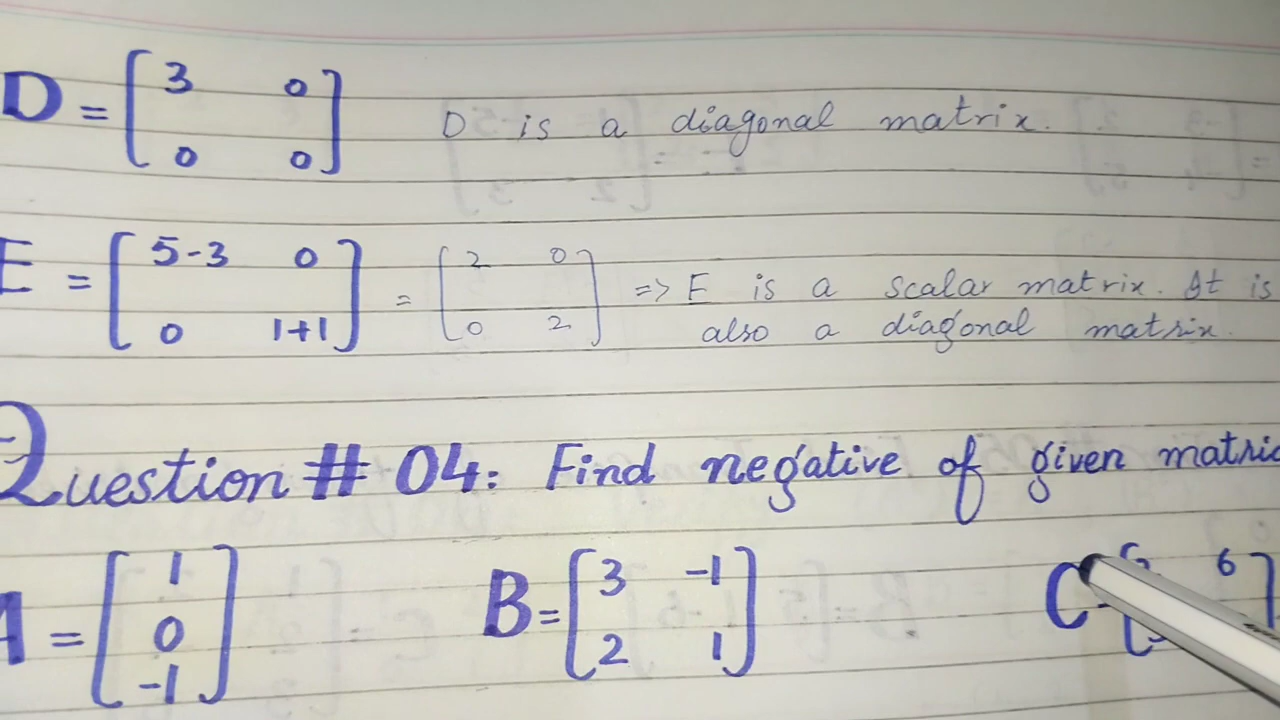 D = [3 0
0 0] D is a diagonal matrix.
E = [5-3 0
0 1+1] = [2 0
0 2] => E is a scalar matrix. It is
also a diagonal matrix.
Question # 04: Find negative of given matric
A = [1
0
-1]
B = [3 -1
2 1]
C 6